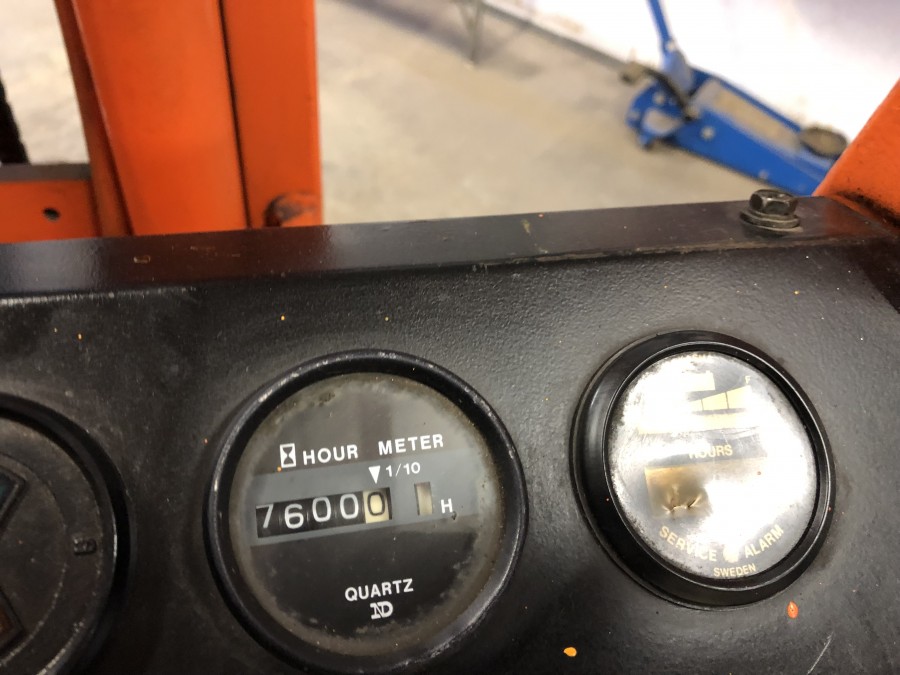 HOUR METER
1/10
76000 H
QUARTZ
ND
HOURS
SERVICE ALARM
SWEDEN